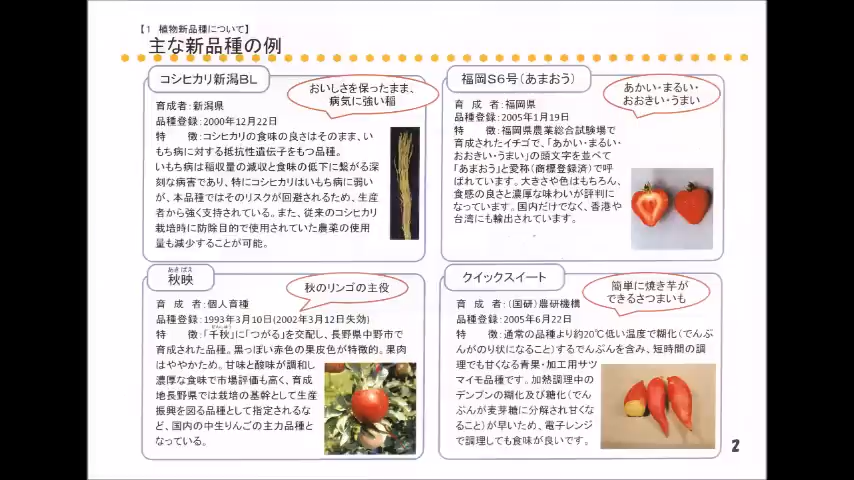 【1 植物新品種について】
主な新品種の例
コシヒカリ新潟BL
おいしさを保ったまま、
病気に強い稲
育成者:新潟県
品種登録:2000年12月22日
特　　徴:コシヒカリの食味の良さはそのまま、い
もち病に対する抵抗性遺伝子をもつ品種。
いもち病は稲収量の減収と食味の低下に繋がる深
刻な病害であり、特にコシヒカリはいもち病に弱い
が、本品種ではそのリスクが回避されるため、生産
者から強く支持されている。また、従来のコシヒカリ
栽培時に防除目的で使用されていた農薬の使用
量も減少することが可能。
福岡S6号(あまおう)
あかい・まるい・
おおきい・うまい
育 成 者:福岡県
品種登録:2005年1月19日
特　　徴:福岡県農業総合試験場で
育成されたイチゴで、「あかい・まるい・
おおきい・うまい」の頭文字を並べて
「あまおう」と愛称(商標登録済)で呼
ばれています。大きさや色はもちろん、
食感の良さと濃厚な味わいが評判に
なっています。国内だけでなく、香港や
台湾にも輸出されています。
あきばえ
秋映
秋のリンゴの主役
育 成 者:個人育種
品種登録:1993年3月10日(2002年3月12日失効)
特　　徴:「千秋」に「つがる」を交配し、長野県中野市で
育成された品種。黒っぽい赤色の果皮色が特徴的。果肉
はややかため。甘味と酸味が調和し
濃厚な食味で市場評価も高く、育成
地長野県では栽培の基幹として生産
振興を図る品種として指定されるな
ど、国内の中生りんごの主力品種と
なっている。
クイックスイート
簡単に焼き芋が
できるさつまいも
育 成 者:(国研)農研機構
品種登録:2005年6月22日
特　　徴:通常の品種より約20℃低い温度で糊化(でんぷ
んがのり状になること)するでんぷんを含み、短時間の調
理でも甘くなる青果・加工用サツ
マイモ品種です。加熱調理中の
デンプンの糊化及び糖化(でん
ぷんが麦芽糖に分解され甘くな
ること)が早いため、電子レンジ
で調理しても食味が良いです。
2